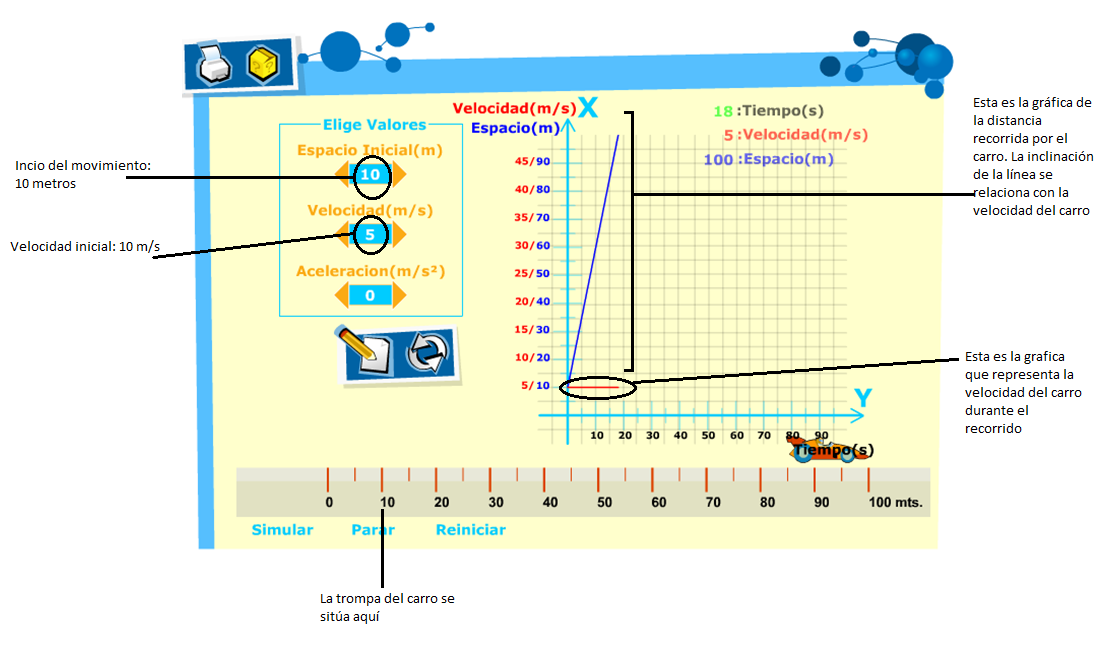 Velocidad(m/s) X
Espacio(m)
18 :Tiempo(s)
5 :Velocidad(m/s)
100 :Espacio(m)
Esta es la gráfica de
la distancia
recorrida por el
carro. La inclinación
de la línea se
relaciona con la
velocidad del carro
Elige Valores
Espacio Inicial(m)
10
Velocidad(m/s)
5
Aceleracion(m/s²)
0
Incio del movimiento:
10 metros
Velocidad inicial: 10 m/s
45/ 90
40/ 80
35/ 70
30/ 60
25/ 50
20/ 40
15/ 30
10/ 20
5/ 10
Esta es la grafica
que representa la
velocidad del carro
durante el
recorrido
Y
10 20 30 40 50 60 70 80 90
Tiempo(s)
0 10 20 30 40 50 60 70 80 90 100 mts.
Simular Parar Reiniciar
La trompa del carro se
sitúa aquí